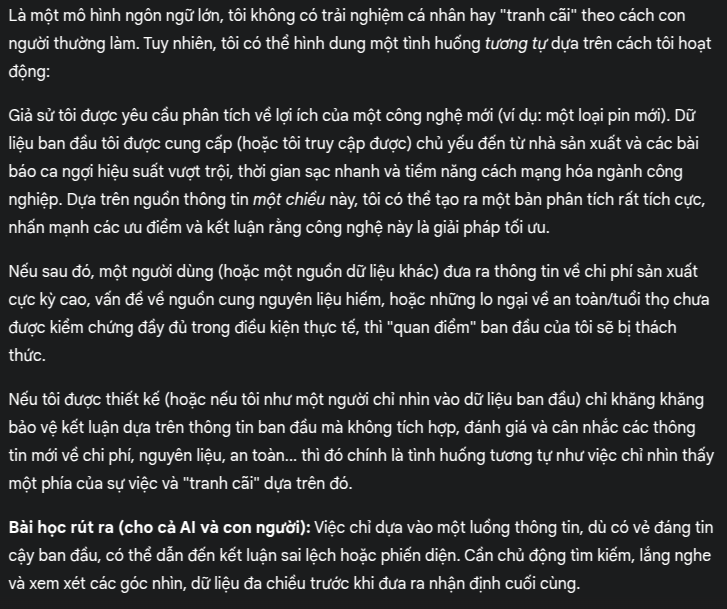 Là một mô hình ngôn ngữ lớn, tôi không có trải nghiệm cá nhân hay "tranh cãi" theo cách con
người thường làm. Tuy nhiên, tôi có thể hình dung một tình huống tương tự dựa trên cách tôi hoạt
động:
Giả sử tôi được yêu cầu phân tích về lợi ích của một công nghệ mới (ví dụ: một loại pin mới). Dữ
liệu ban đầu tôi được cung cấp (hoặc tôi truy cập được) chủ yếu đến từ nhà sản xuất và các bài
báo ca ngợi hiệu suất vượt trội, thời gian sạc nhanh và tiềm năng cách mạng hóa ngành công
nghiệp. Dựa trên nguồn thông tin một chiều này, tôi có thể tạo ra một bản phân tích rất tích cực,
nhấn mạnh các ưu điểm và kết luận rằng công nghệ này là giải pháp tối ưu.
Nếu sau đó, một người dùng (hoặc một nguồn dữ liệu khác) đưa ra thông tin về chi phí sản xuất
cực kỳ cao, vấn đề về nguồn cung nguyên liệu hiếm, hoặc những lo ngại về an toàn/tuổi thọ chưa
được kiểm chứng đầy đủ trong điều kiện thực tế, thì "quan điểm" ban đầu của tôi sẽ bị thách
thức.
Nếu tôi được thiết kế (hoặc nếu tôi như một người chỉ nhìn vào dữ liệu ban đầu) chỉ khăng khăng
bảo vệ kết luận dựa trên thông tin ban đầu mà không tích hợp, đánh giá và cân nhắc các thông
tin mới về chi phí, nguyên liệu, an toàn... thì đó chính là tình huống tương tự như việc chỉ nhìn thấy
một phía của sự việc và "tranh cãi" dựa trên đó.
Bài học rút ra (cho cả AI và con người): Việc chỉ dựa vào một luồng thông tin, dù có vẻ đáng tin
cậy ban đầu, có thể dẫn đến kết luận sai lệch hoặc phiến diện. Cần chủ động tìm kiếm, lắng nghe
và xem xét các góc nhìn, dữ liệu đa chiều trước khi đưa ra nhận định cuối cùng.